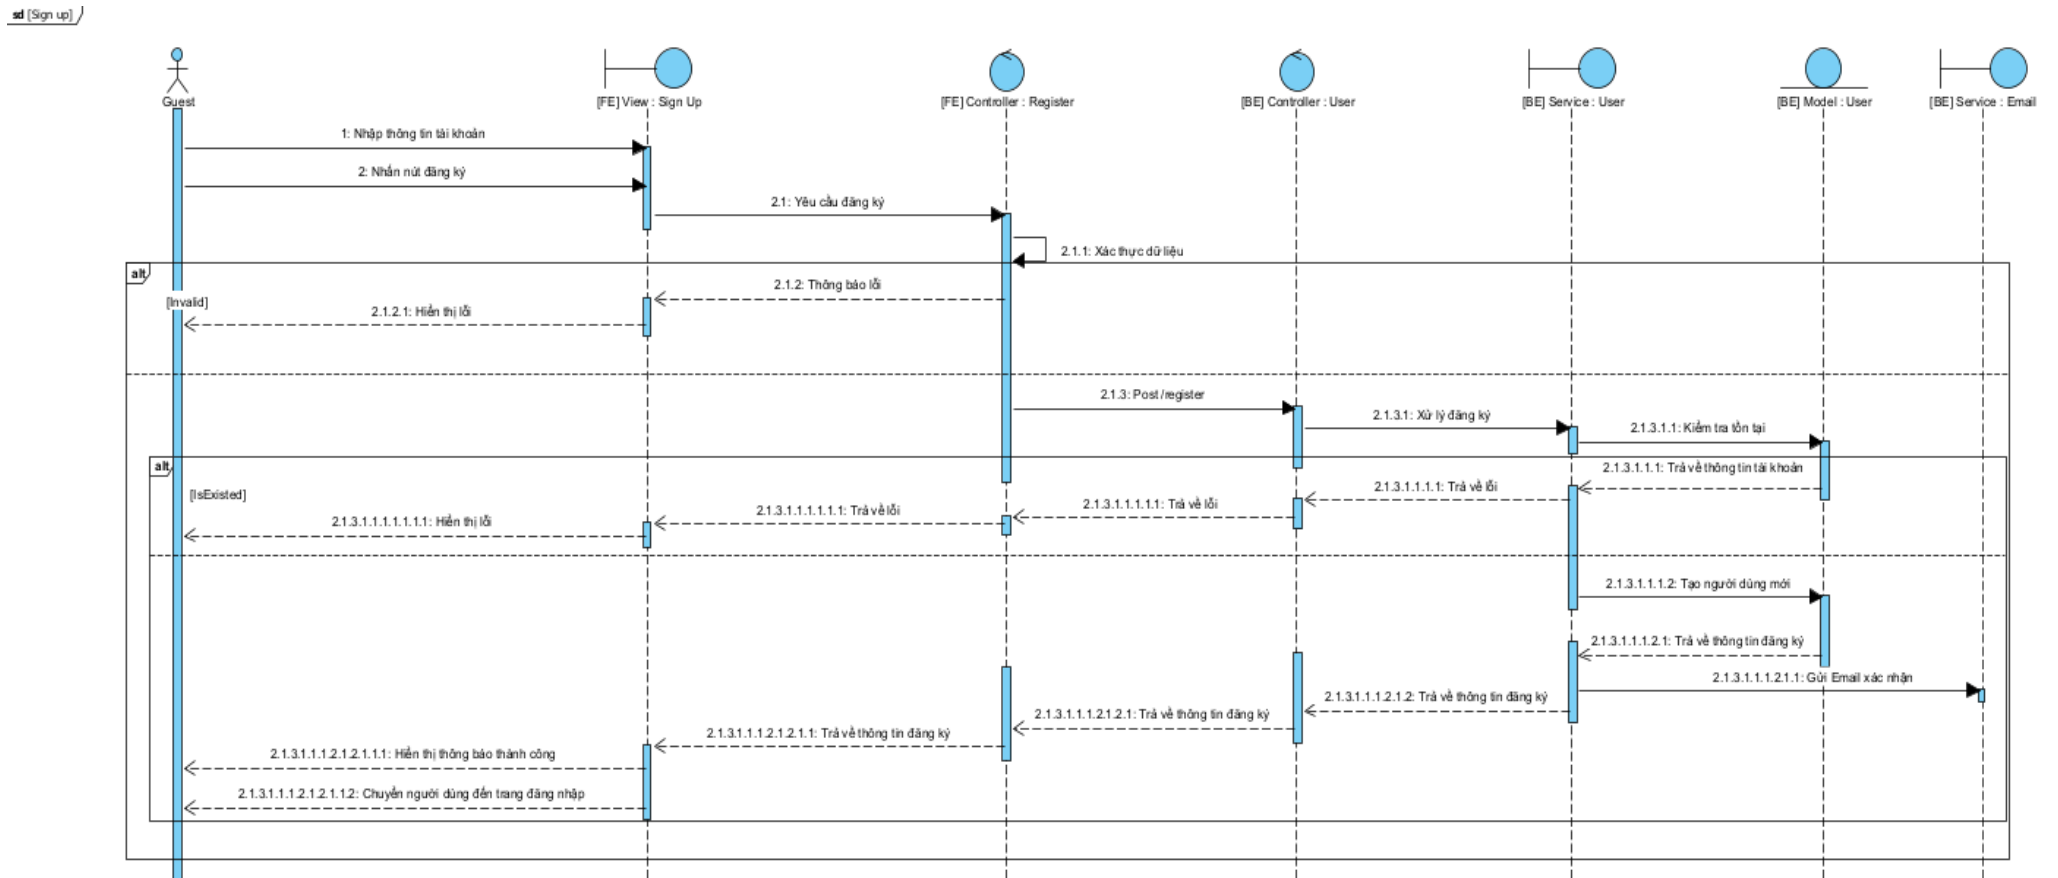 sd [Sign up]
Guest
[FE] View : Sign Up
[FE] Controller : Register
[BE] Controller : User
[BE] Service : User
[BE] Model : User
[BE] Service : Email
1: Nhập thông tin tài khoản
2: Nhấn nút đăng ký
2.1: Yêu cầu đăng ký
2.1.1: Xác thực dữ liệu
alt
[Invalid]
2.1.2: Thông báo lỗi
2.1.2.1: Hiển thị lỗi
2.1.3: Post /register
2.1.3.1: Xử lý đăng ký
2.1.3.1.1: Kiểm tra tồn tại
alt
[IsExisted]
2.1.3.1.1.1: Trả về thông tin tài khoản
2.1.3.1.1.1.1: Trả về lỗi
2.1.3.1.1.1.1.1: Trả về lỗi
2.1.3.1.1.1.1.1.1: Trả về lỗi
2.1.3.1.1.1.1.1.1.1: Hiển thị lỗi
2.1.3.1.1.1.2: Tạo người dùng mới
2.1.3.1.1.1.2.1: Trả về thông tin đăng ký
2.1.3.1.1.1.2.1.1: Gửi Email xác nhận
2.1.3.1.1.1.2.1.2: Trả về thông tin đăng ký
2.1.3.1.1.1.2.1.2.1: Trả về thông tin đăng ký
2.1.3.1.1.1.2.1.2.1.1: Trả về thông tin đăng ký
2.1.3.1.1.1.2.1.2.1.1.1: Hiển thị thông báo thành công
2.1.3.1.1.1.2.1.2.1.1.2: Chuyển người dùng đến trang đăng nhập